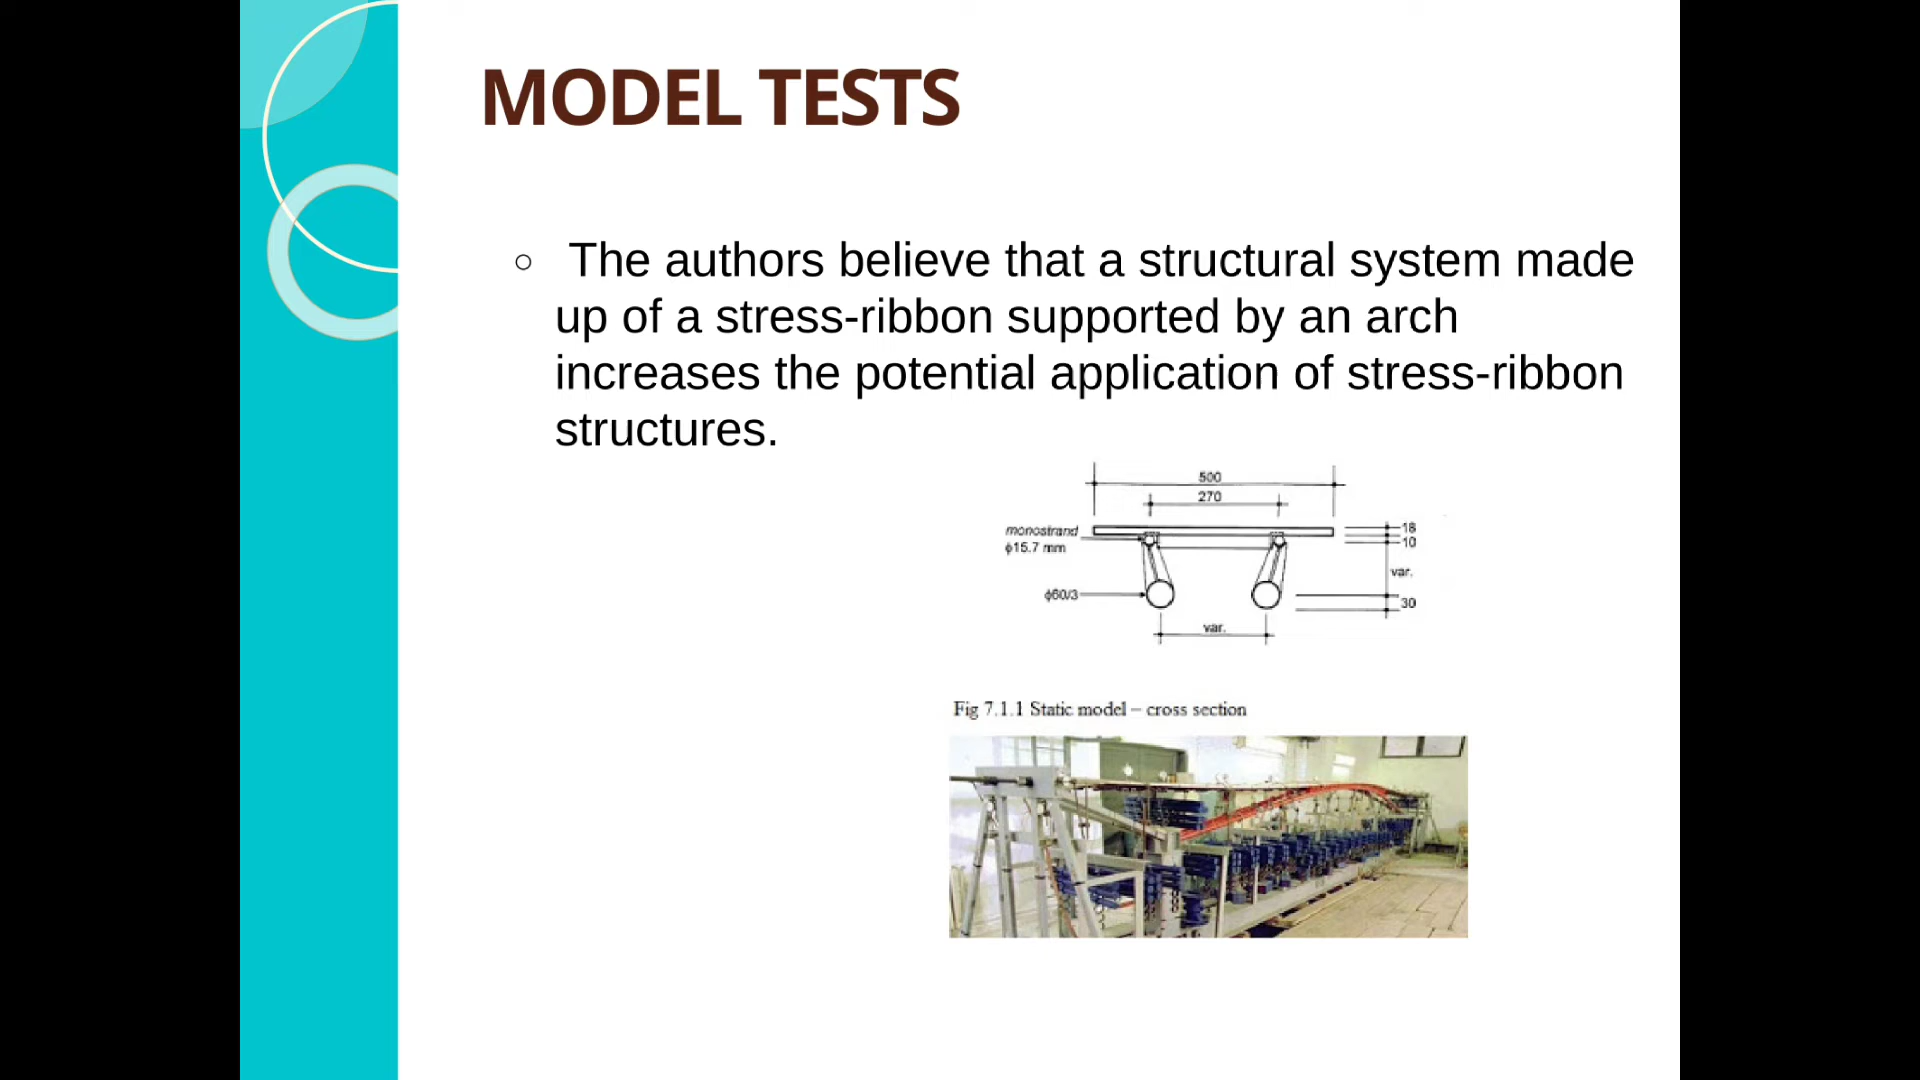 MODEL TESTS
○ The authors believe that a structural system made
up of a stress-ribbon supported by an arch
increases the potential application of stress-ribbon
structures.
500
270
monostrand
ϕ15.7 mm
18
10
var.
ϕ60/3
30
var.
Fig 7.1.1 Static model – cross section